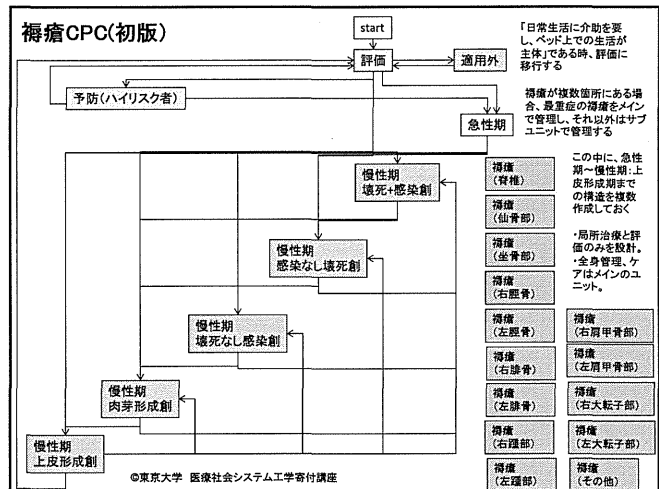 褥瘡CPC(初版)
start
評価
適用外
「日常生活に介助を要
し、ベッド上での生活が
主体」である時、評価に
移行する
予防(ハイリスク者)
急性期
褥瘡が複数箇所にある場
合、最重症の褥瘡をメイン
で管理し、それ以外はサブ
ユニットで管理する
慢性期
壊死+感染創
慢性期
感染なし壊死創
慢性期
壊死なし感染創
慢性期
肉芽形成創
慢性期
上皮形成創
褥瘡
(脊椎)
褥瘡
(仙骨部)
褥瘡
(坐骨部)
褥瘡
(右脛骨)
褥瘡
(左脛骨)
褥瘡
(右腓骨)
褥瘡
(左腓骨)
褥瘡
(右踵部)
褥瘡
(左踵部)
この中に、急性
期~慢性期:上
皮形成期まで
の構造を複数
作成しておく
・局所治療と評
価のみを設計。
・全身管理、ケ
アはメインのユ
ニット。
褥瘡
(右肩甲骨部)
褥瘡
(左肩甲骨部)
褥瘡
(右大転子部)
褥瘡
(左大転子部)
褥瘡
(その他)
©東京大学 医療社会システム工学寄付講座